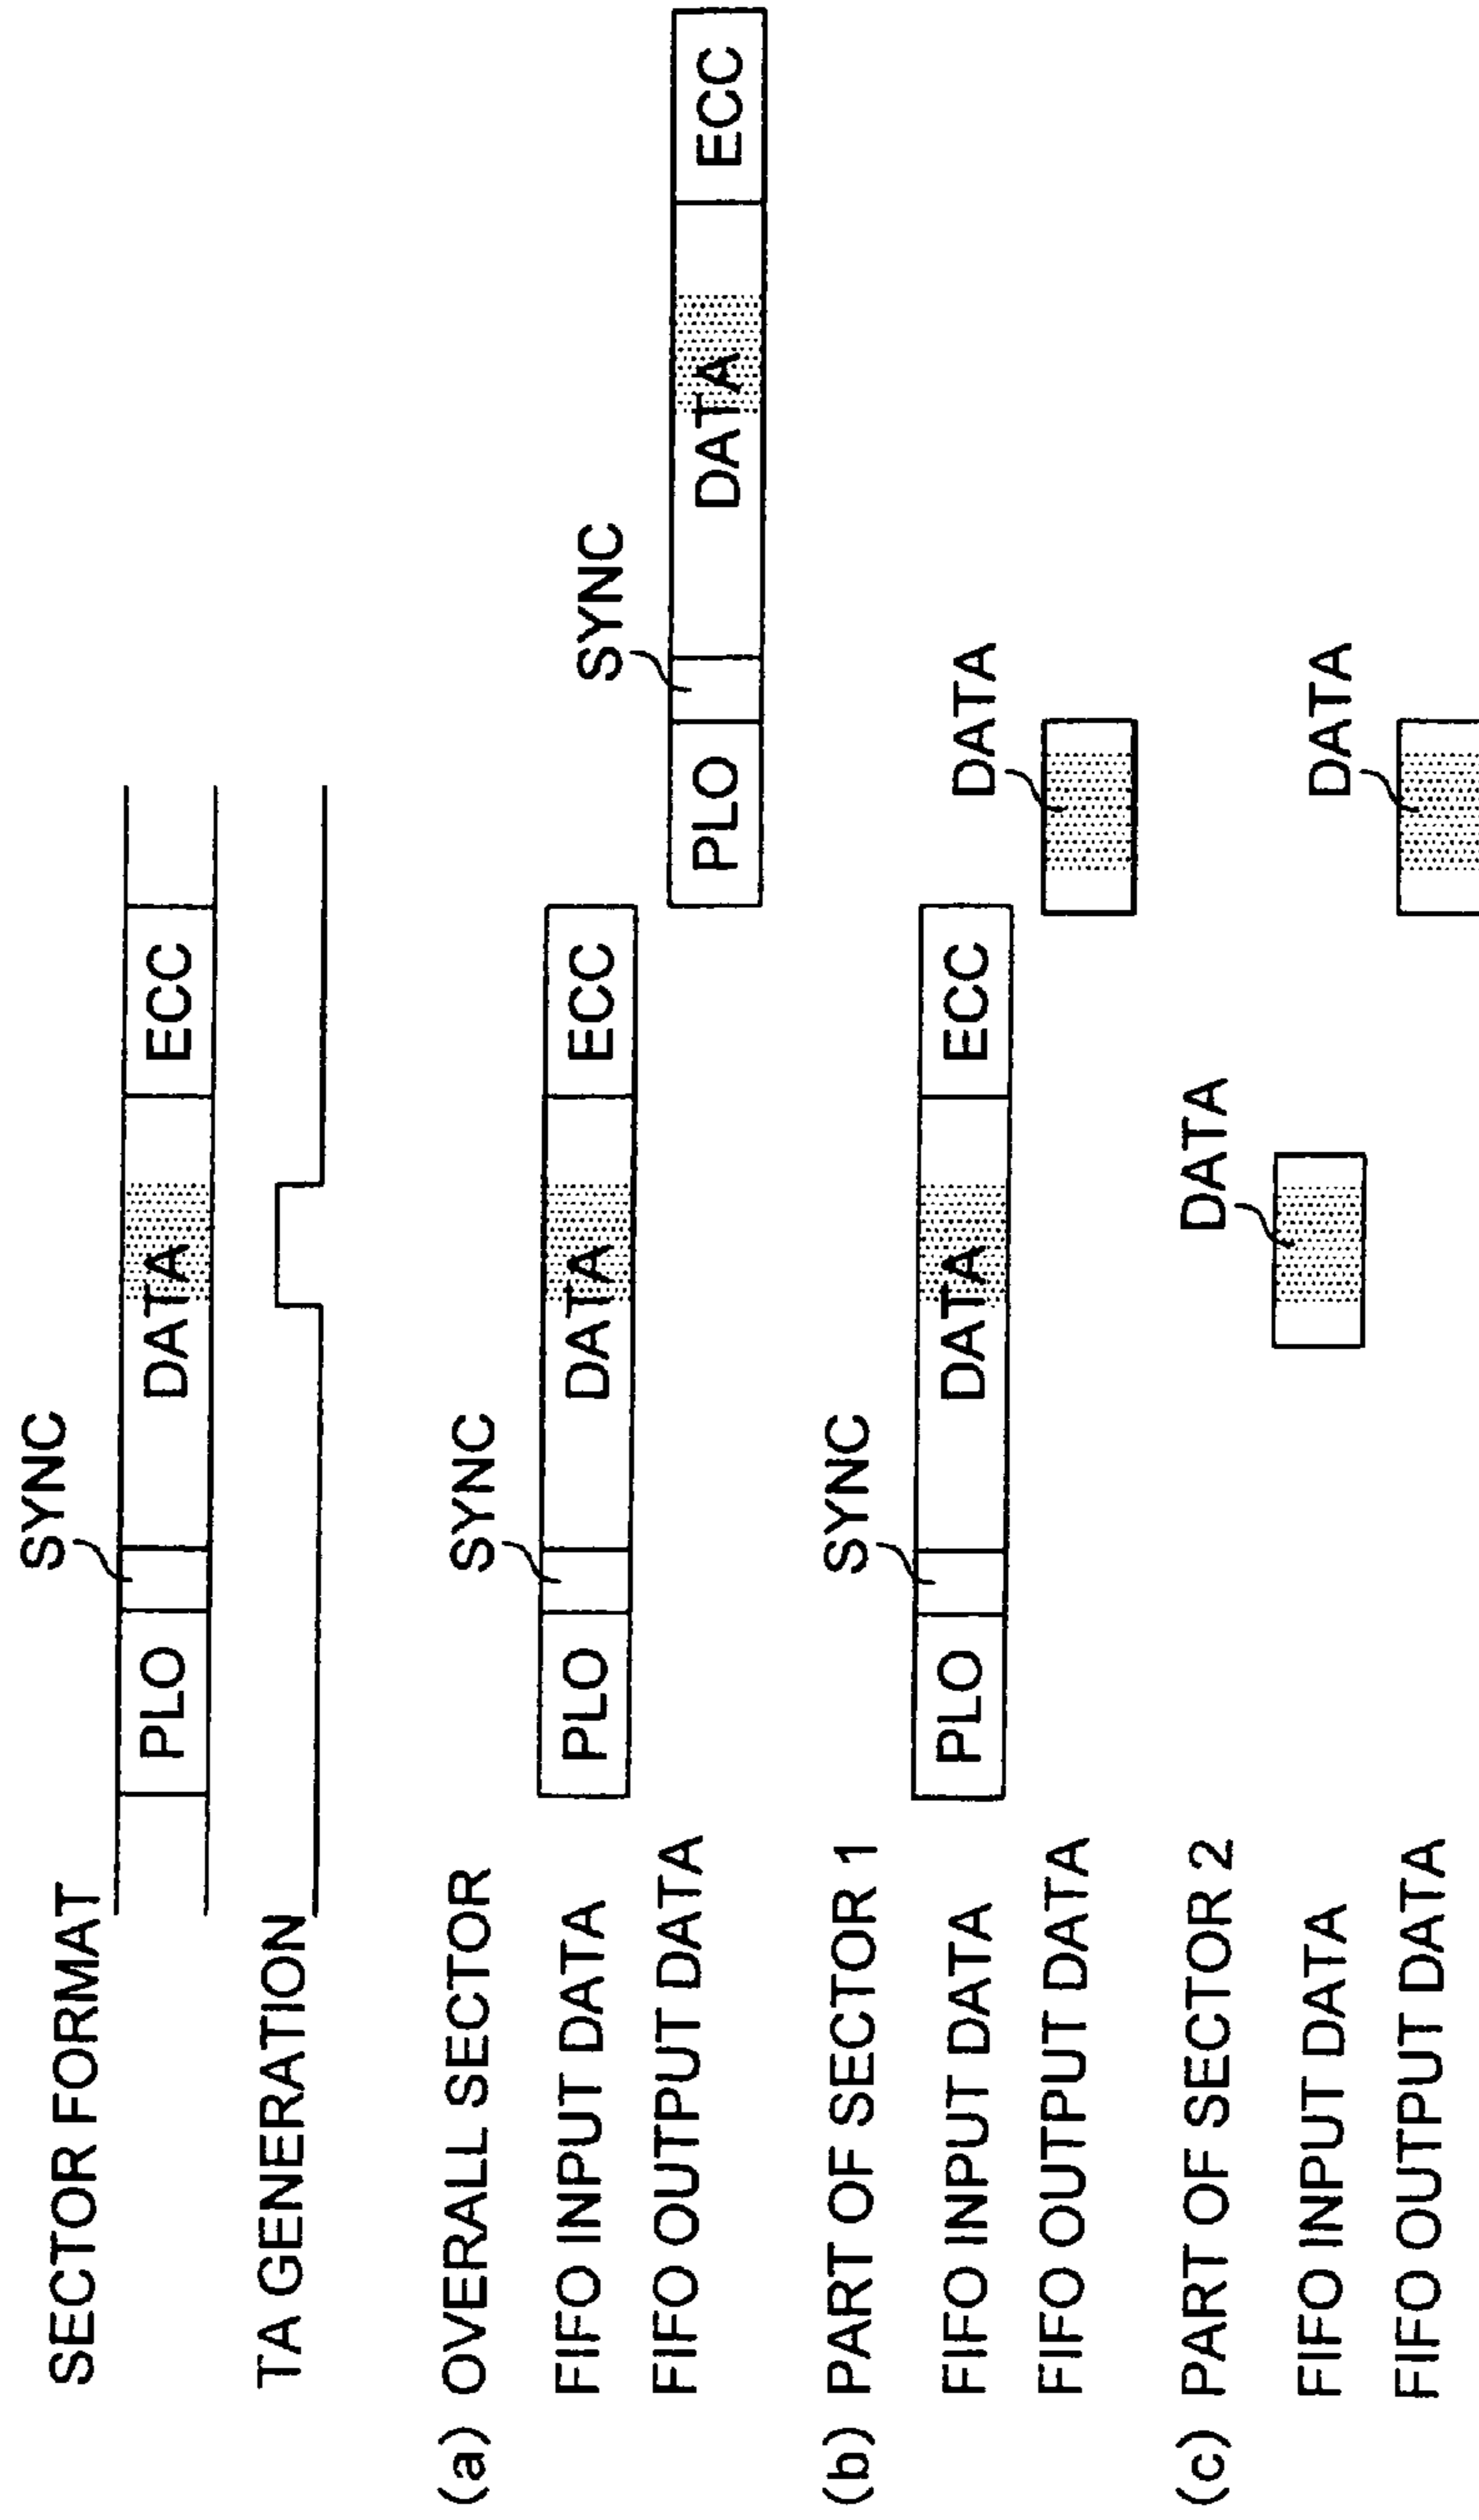 SECTOR FORMAT
SYNC
PLO DATA ECC
TA GENERATION
(a) OVERALL SECTOR
SYNC
FIFO INPUT DATA PLO DATA ECC
SYNC
FIFO OUTPUT DATA PLO DATA ECC
(b) PART OF SECTOR 1
SYNC
FIFO INPUT DATA PLO DATA ECC
DATA
FIFO OUTPUT DATA
(c) PART OF SECTOR 2
DATA
FIFO INPUT DATA
DATA
FIFO OUTPUT DATA